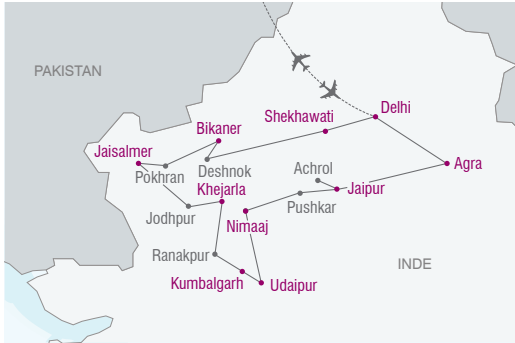 PAKISTAN
Delhi
Shekhawati
Bikaner
Jaisalmer
Agra
Pokhran
Deshnok
Achrol
Khejarla
Jaipur
Pushkar
Jodhpur
Nimaaj
Ranakpur
INDE
Kumbalgarh
Udaipur